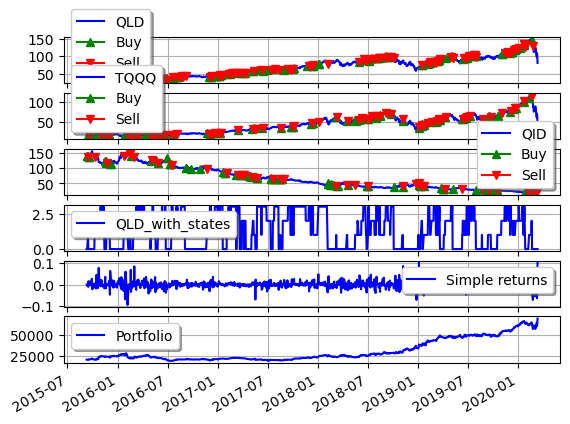 QLD
Buy
Sell
150
100
50
TQQQ
Buy
Sell
100
50
QID
Buy
Sell
150
100
50
QLD_with_states
2.5
0.0
Simple returns
0.1
0.0
−0.1
Portfolio
50000
25000
2015-07 2016-01 2016-07 2017-01 2017-07 2018-01 2018-07 2019-01 2019-07 2020-01